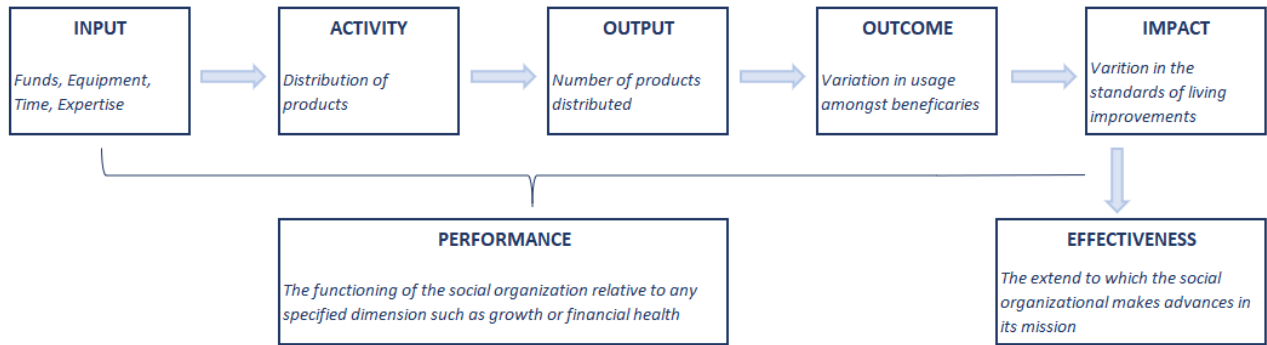 INPUT
Funds, Equipment,
Time, Expertise
ACTIVITY
Distribution of
products
OUTPUT
Number of products
distributed
OUTCOME
Variation in usage
amongst beneficaries
IMPACT
Varition in the
standards of living
improvements
PERFORMANCE
The functioning of the social organization relative to any
specified dimension such as growth or financial health
EFFECTIVENESS
The extend to which the social
organizational makes advances in
its mission